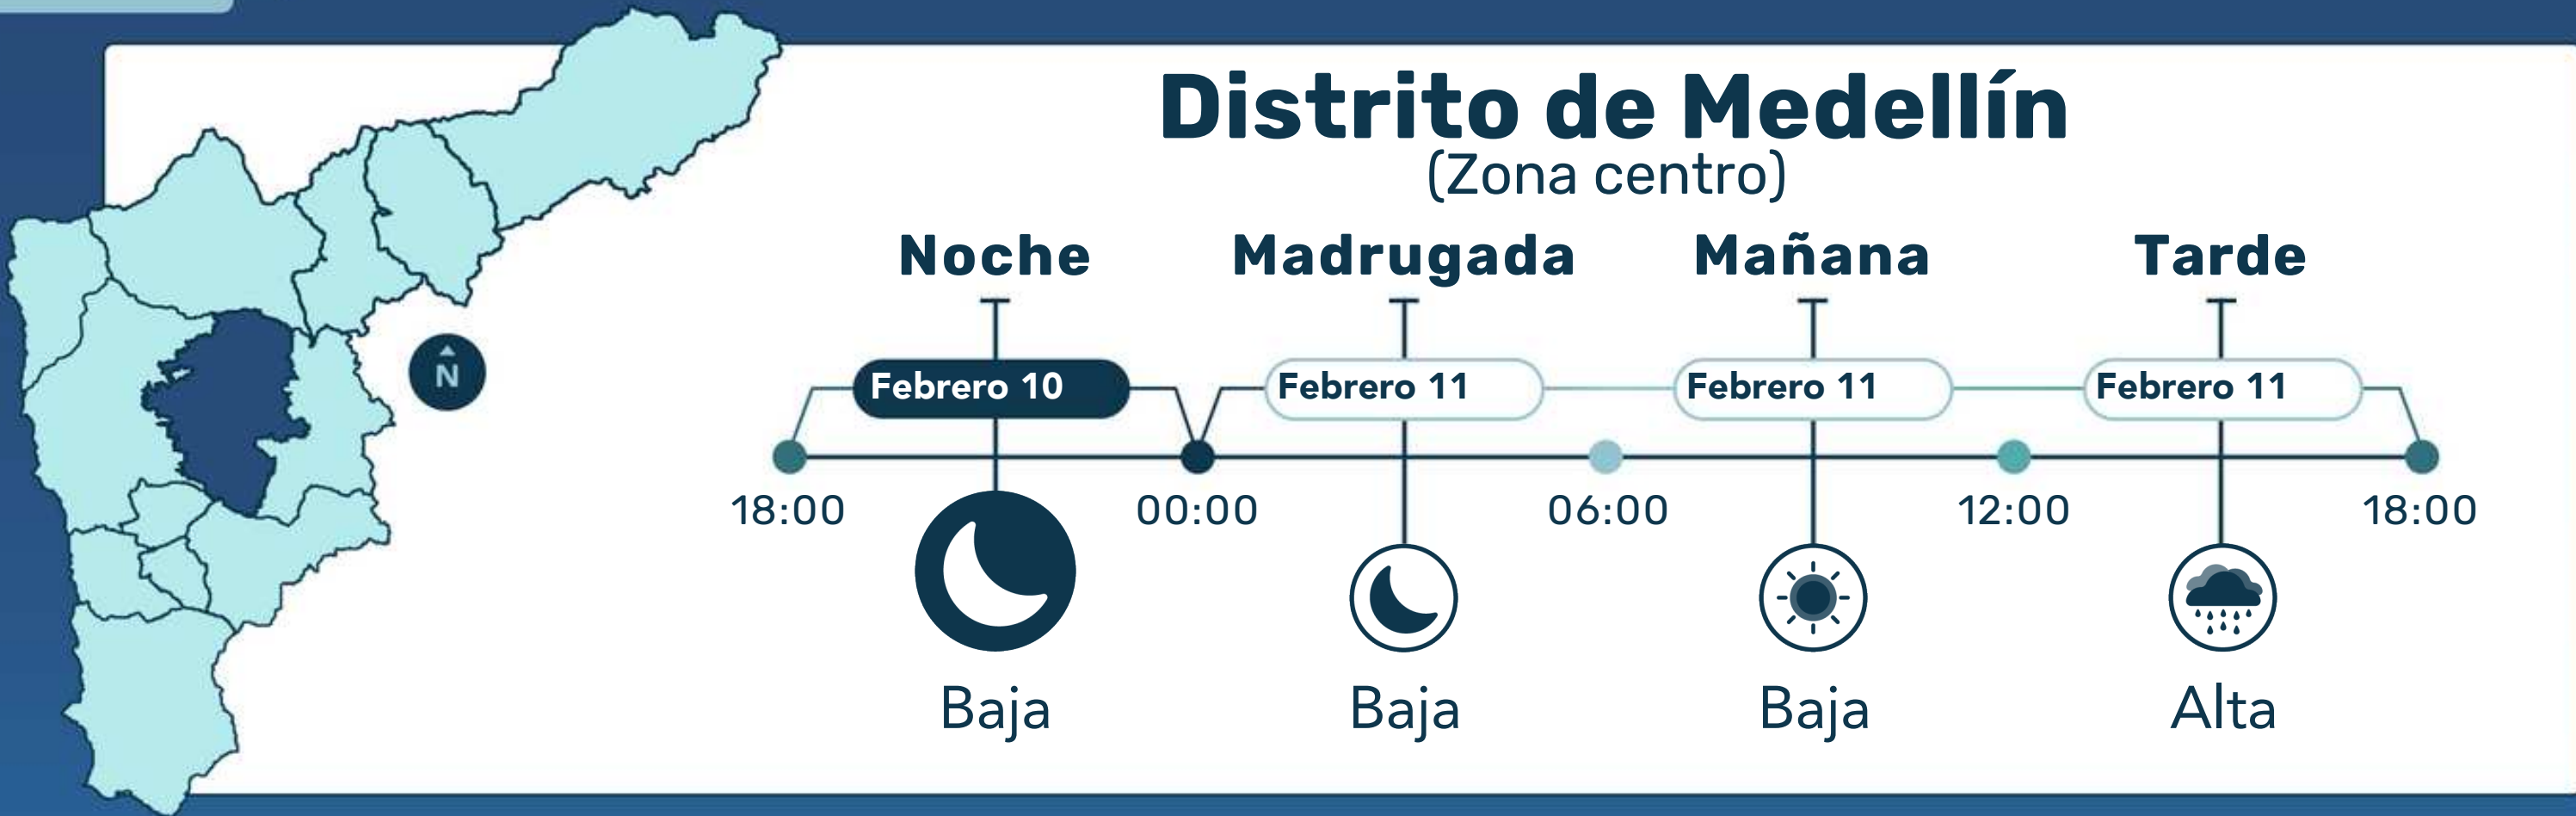 Distrito de Medellín
(Zona centro)
Noche Madrugada Mañana Tarde
Febrero 10 Febrero 11 Febrero 11 Febrero 11
N
18:00 00:00 06:00 12:00 18:00
Baja Baja Baja Alta